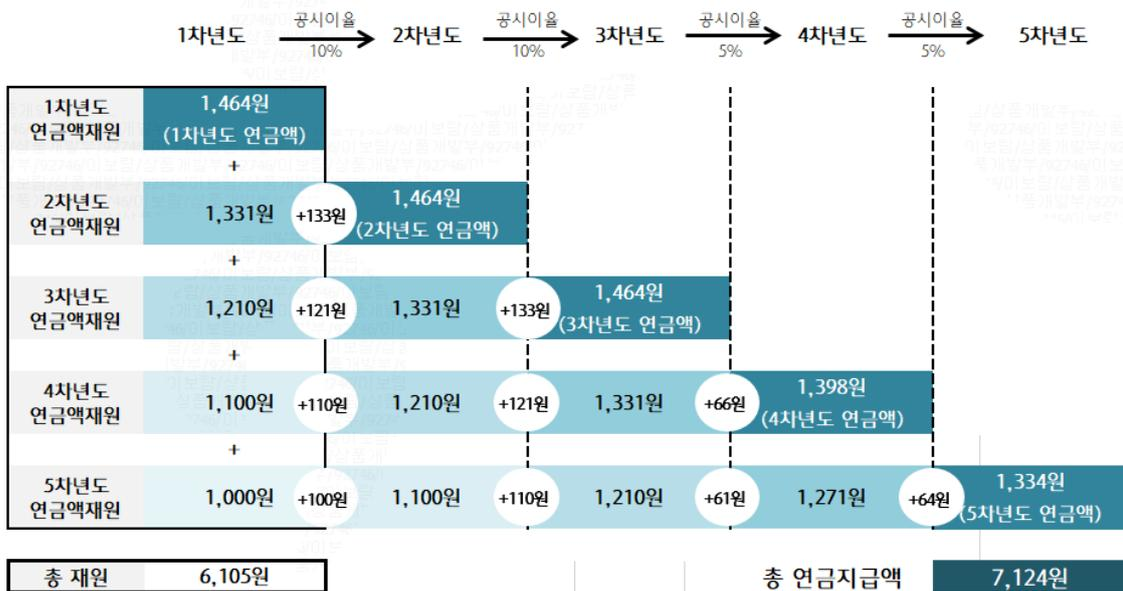 1차년도 공시이율 10% 2차년도 공시이율 10% 3차년도 공시이율 5% 4차년도 공시이율 5% 5차년도
1차년도
연금액재원
1,464원
(1차년도 연금액)
+
2차년도
연금액재원
1,331원 +133원
1,464원
(2차년도 연금액)
+
3차년도
연금액재원
1,210원 +121원 1,331원 +133원
1,464원
(3차년도 연금액)
+
4차년도
연금액재원
1,100원 +110원 1,210원 +121원 1,331원 +66원
1,398원
(4차년도 연금액)
+
5차년도
연금액재원
1,000원 +100원 1,100원 +110원 1,210원 +61원 1,271원 +64원
1,334원
(5차년도 연금액)
총 재원 6,105원 총 연금지급액 7,124원